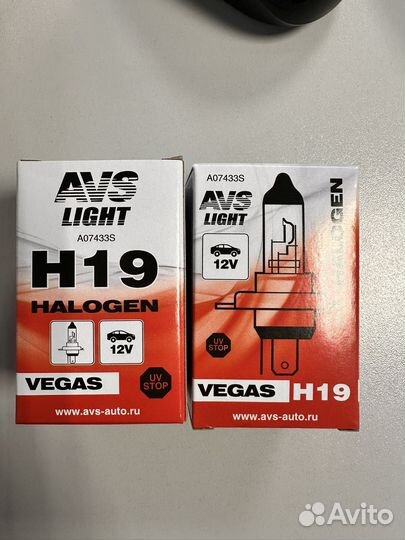 AVS
LIGHT
A07433S
H19
HALOGEN
12V
VEGAS
UV
STOP
www.avs-auto.ru
A07433S
AVS
LIGHT
12V
HALOGEN
UV
STOP
VEGAS H19
www.avs-auto.ru
Avito